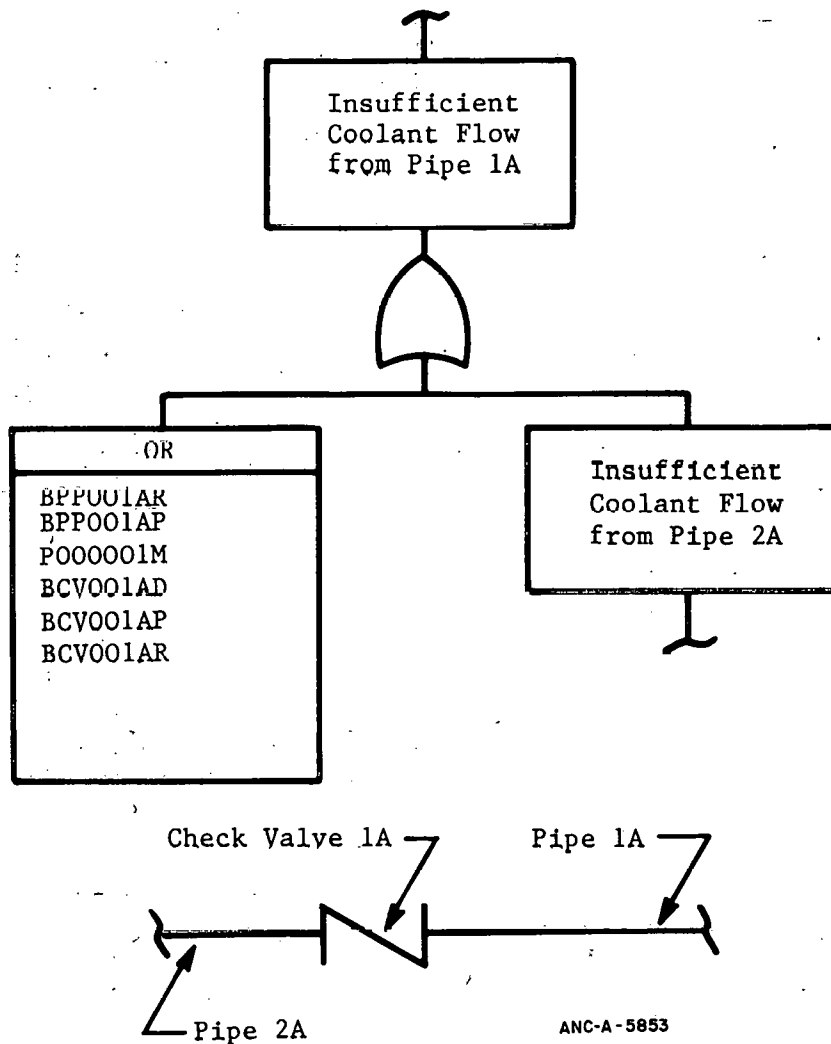 Insufficient
Coolant Flow
from Pipe 1A
OR
BPP001AR
BPP001AP
P000001M
BCV001AD
BCV001AP
BCV001AR
Insufficient
Coolant Flow
from Pipe 2A
Check Valve 1A
Pipe 1A
Pipe 2A
ANC-A-5853